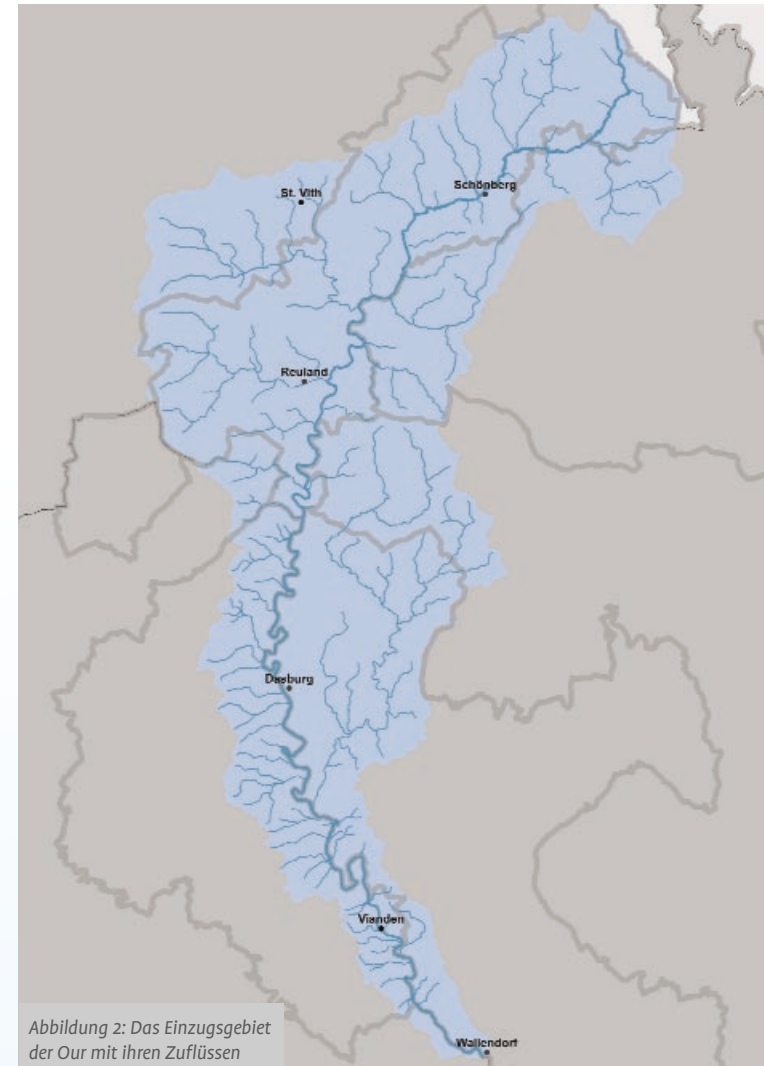 St. Vith
Schönberg
Reuland
Dasburg
Vianden
Wallendorf
Abbildung 2: Das Einzugsgebiet
der Our mit ihren Zuflüssen